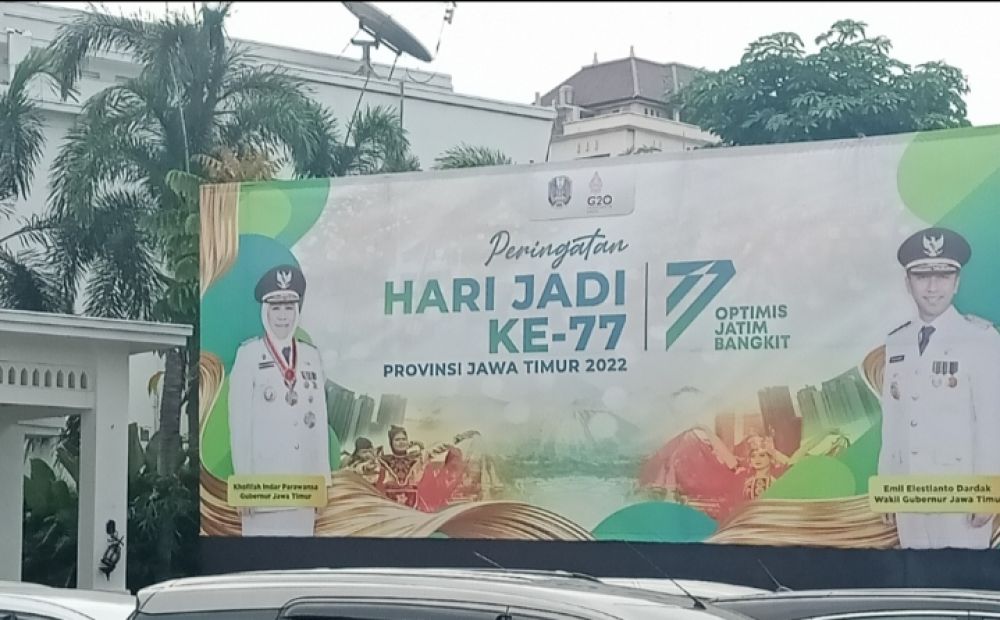 G20
Peringatan
HARI JADI
KE-77
PROVINSI JAWA TIMUR 2022
77
OPTIMIS
JATIM
BANGKIT
Khofifah Indar Parawansa
Gubernur Jawa Timur
Emil Elestianto Dardak
Wakil Gubernur Jawa Timu